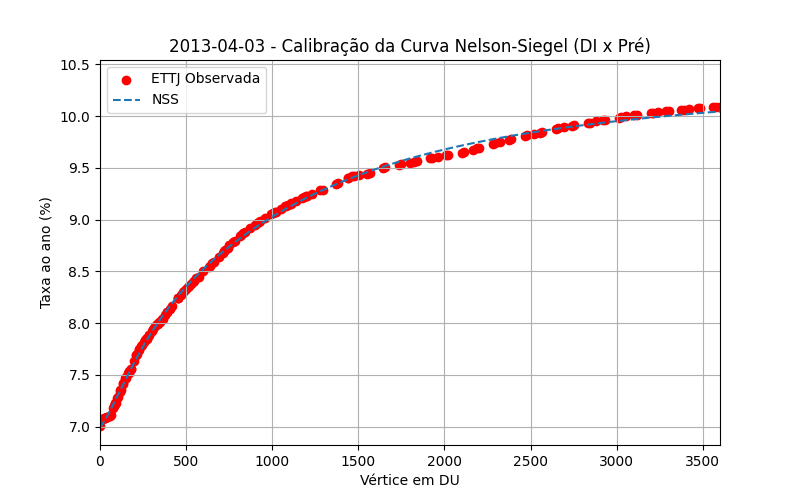 2013-04-03 - Calibração da Curva Nelson-Siegel (DI x Pré)
ETTJ Observada
NSS
Taxa ao ano (%)
10.5
10.0
9.5
9.0
8.5
8.0
7.5
7.0
0 500 1000 1500 2000 2500 3000 3500
Vértice em DU